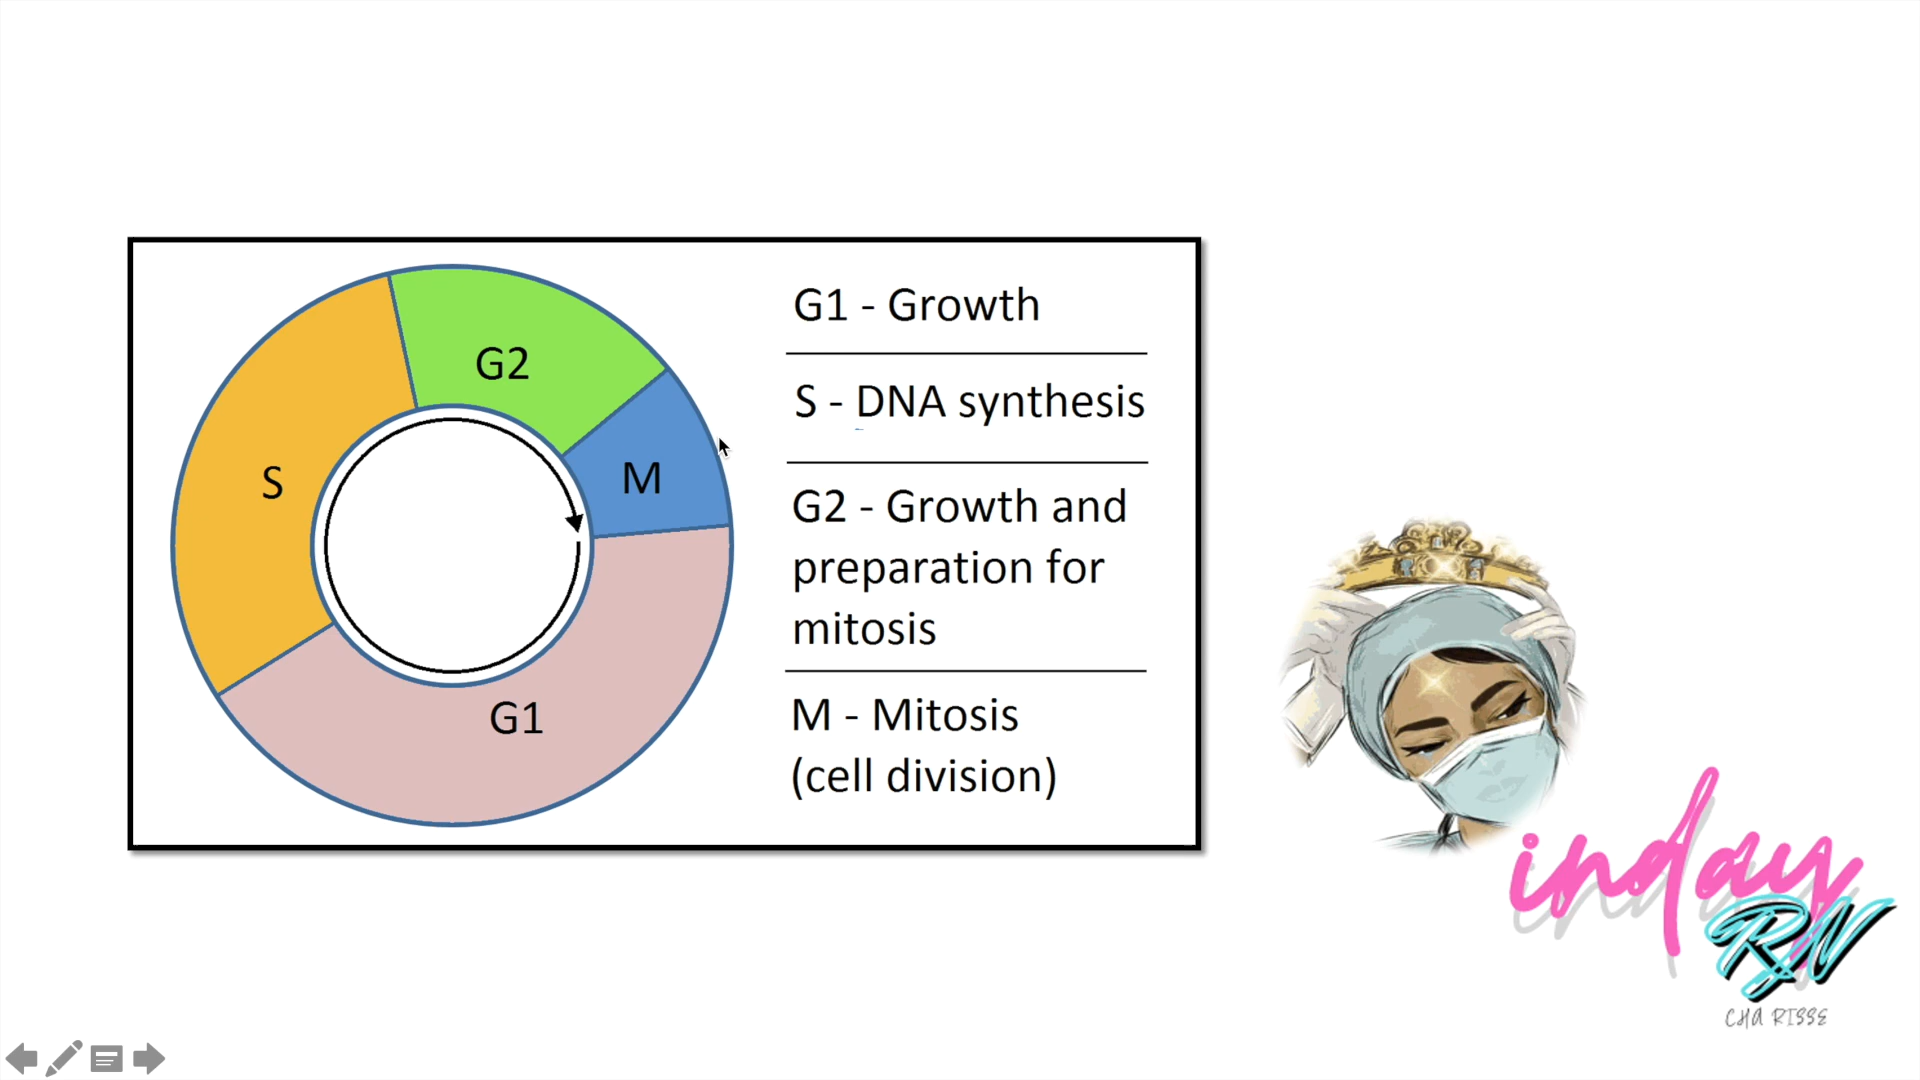 G2
S
M
G1
G1 - Growth
S - DNA synthesis
G2 - Growth and
preparation for
mitosis
M - Mitosis
(cell division)
inday
RN
CHA RISSE